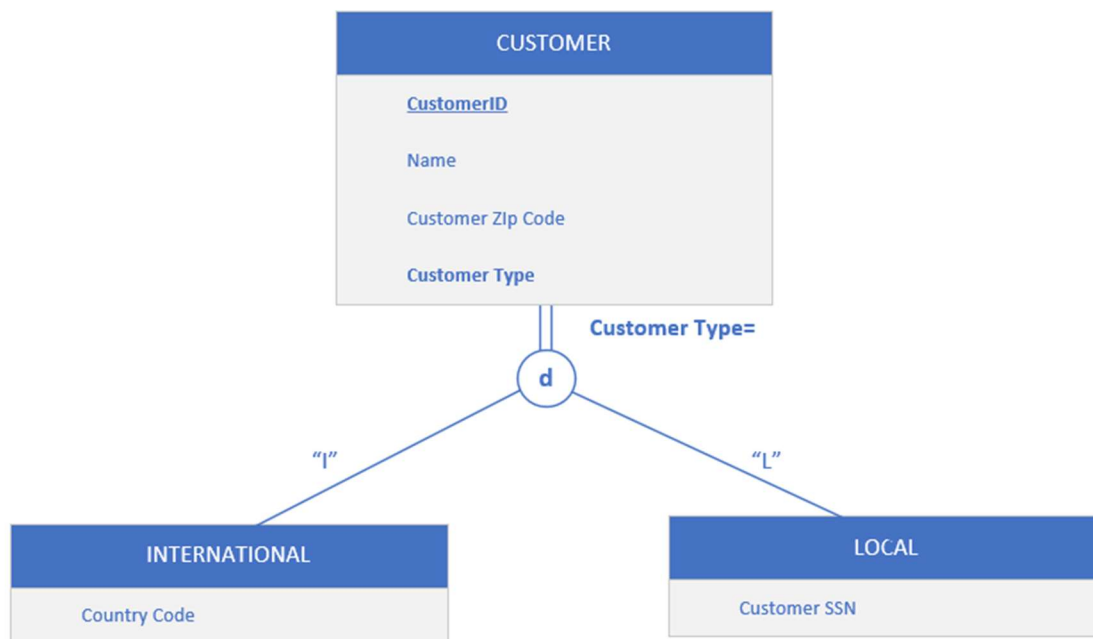 CUSTOMER
CustomerID
Name
Customer ZIp Code
Customer Type
Customer Type=
d
“I”
“L”
INTERNATIONAL
LOCAL
Country Code
Customer SSN